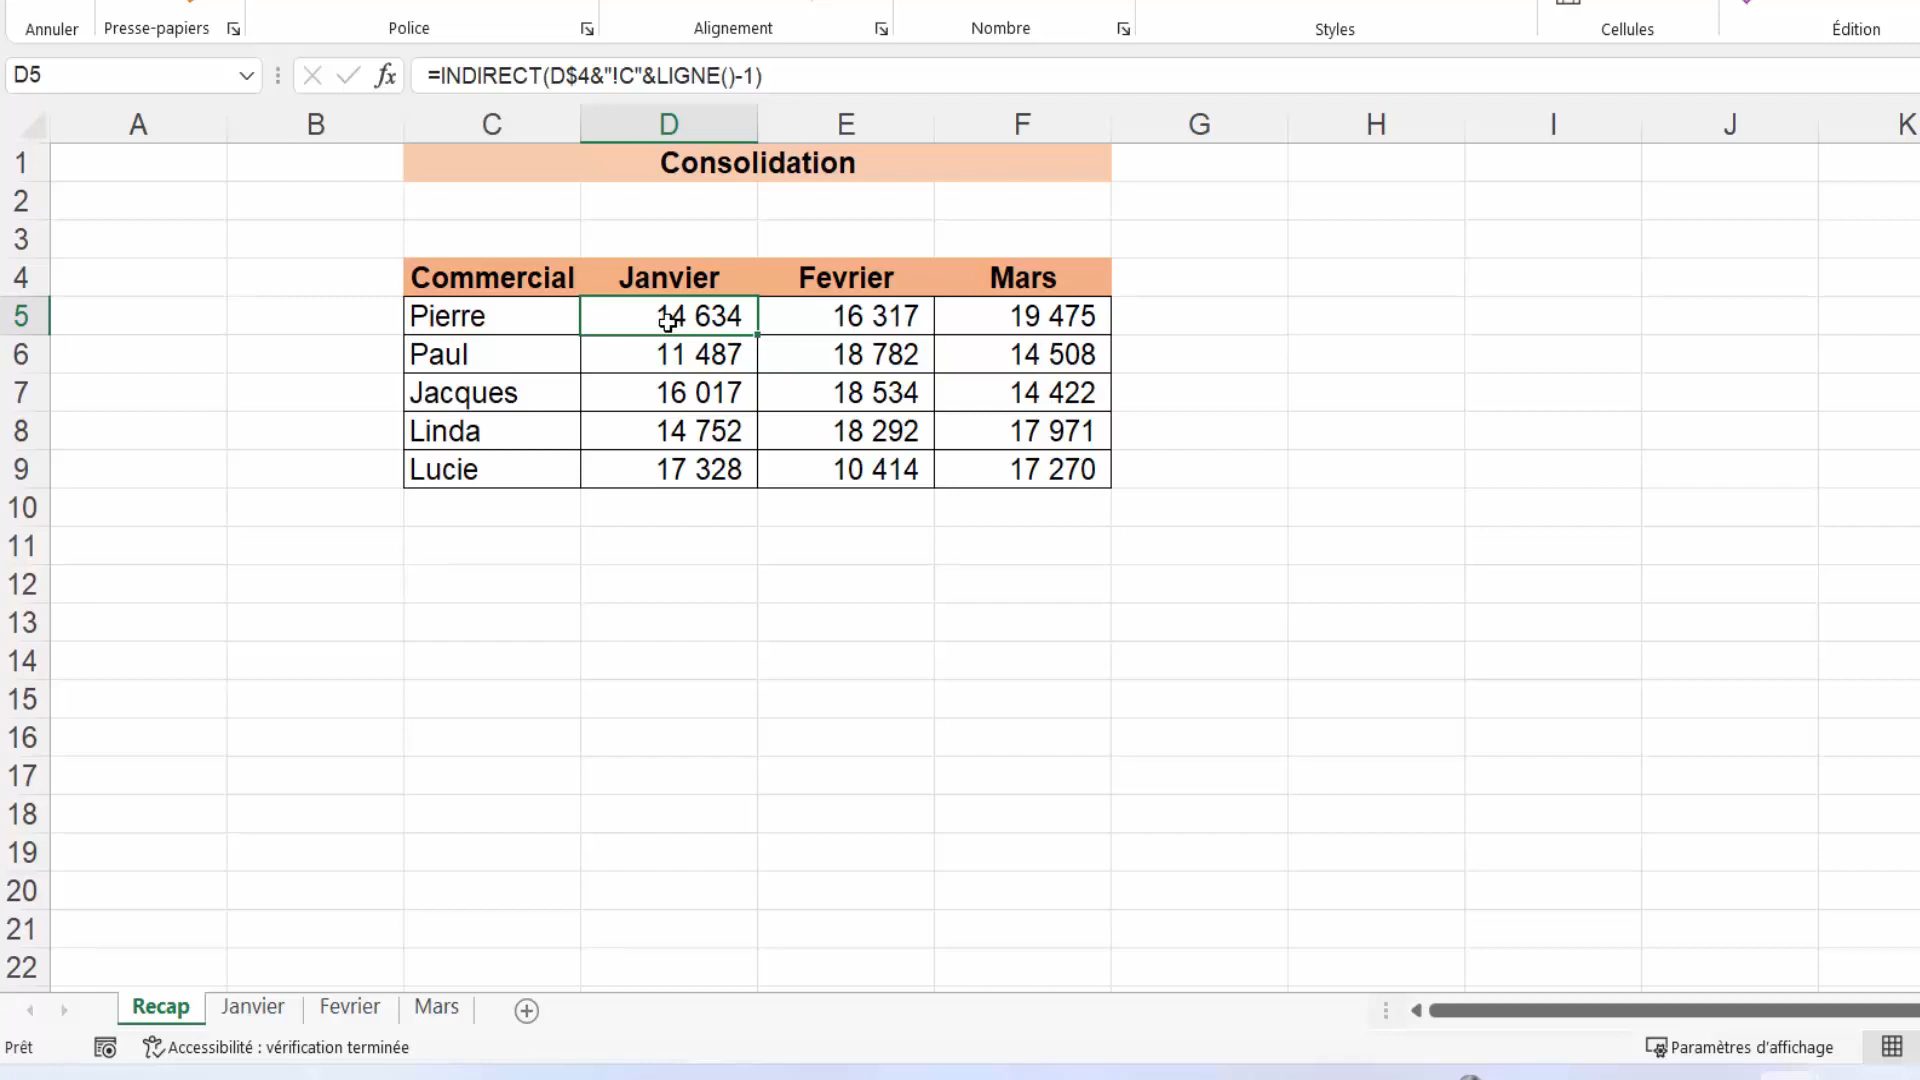 Annuler Presse-papiers Police Alignement Nombre Styles Cellules Édition
D5 fx =INDIRECT(D$4&"!C"&LIGNE()-1)
A B C D E F G H I J K
1 Consolidation
2
3
4 Commercial Janvier Fevrier Mars
5 Pierre 14 634 16 317 19 475
6 Paul 11 487 18 782 14 508
7 Jacques 16 017 18 534 14 422
8 Linda 14 752 18 292 17 971
9 Lucie 17 328 10 414 17 270
10
11
12
13
14
15
16
17
18
19
20
21
22
Recap Janvier Fevrier Mars
Prêt Accessibilité : vérification terminée Paramètres d'affichage